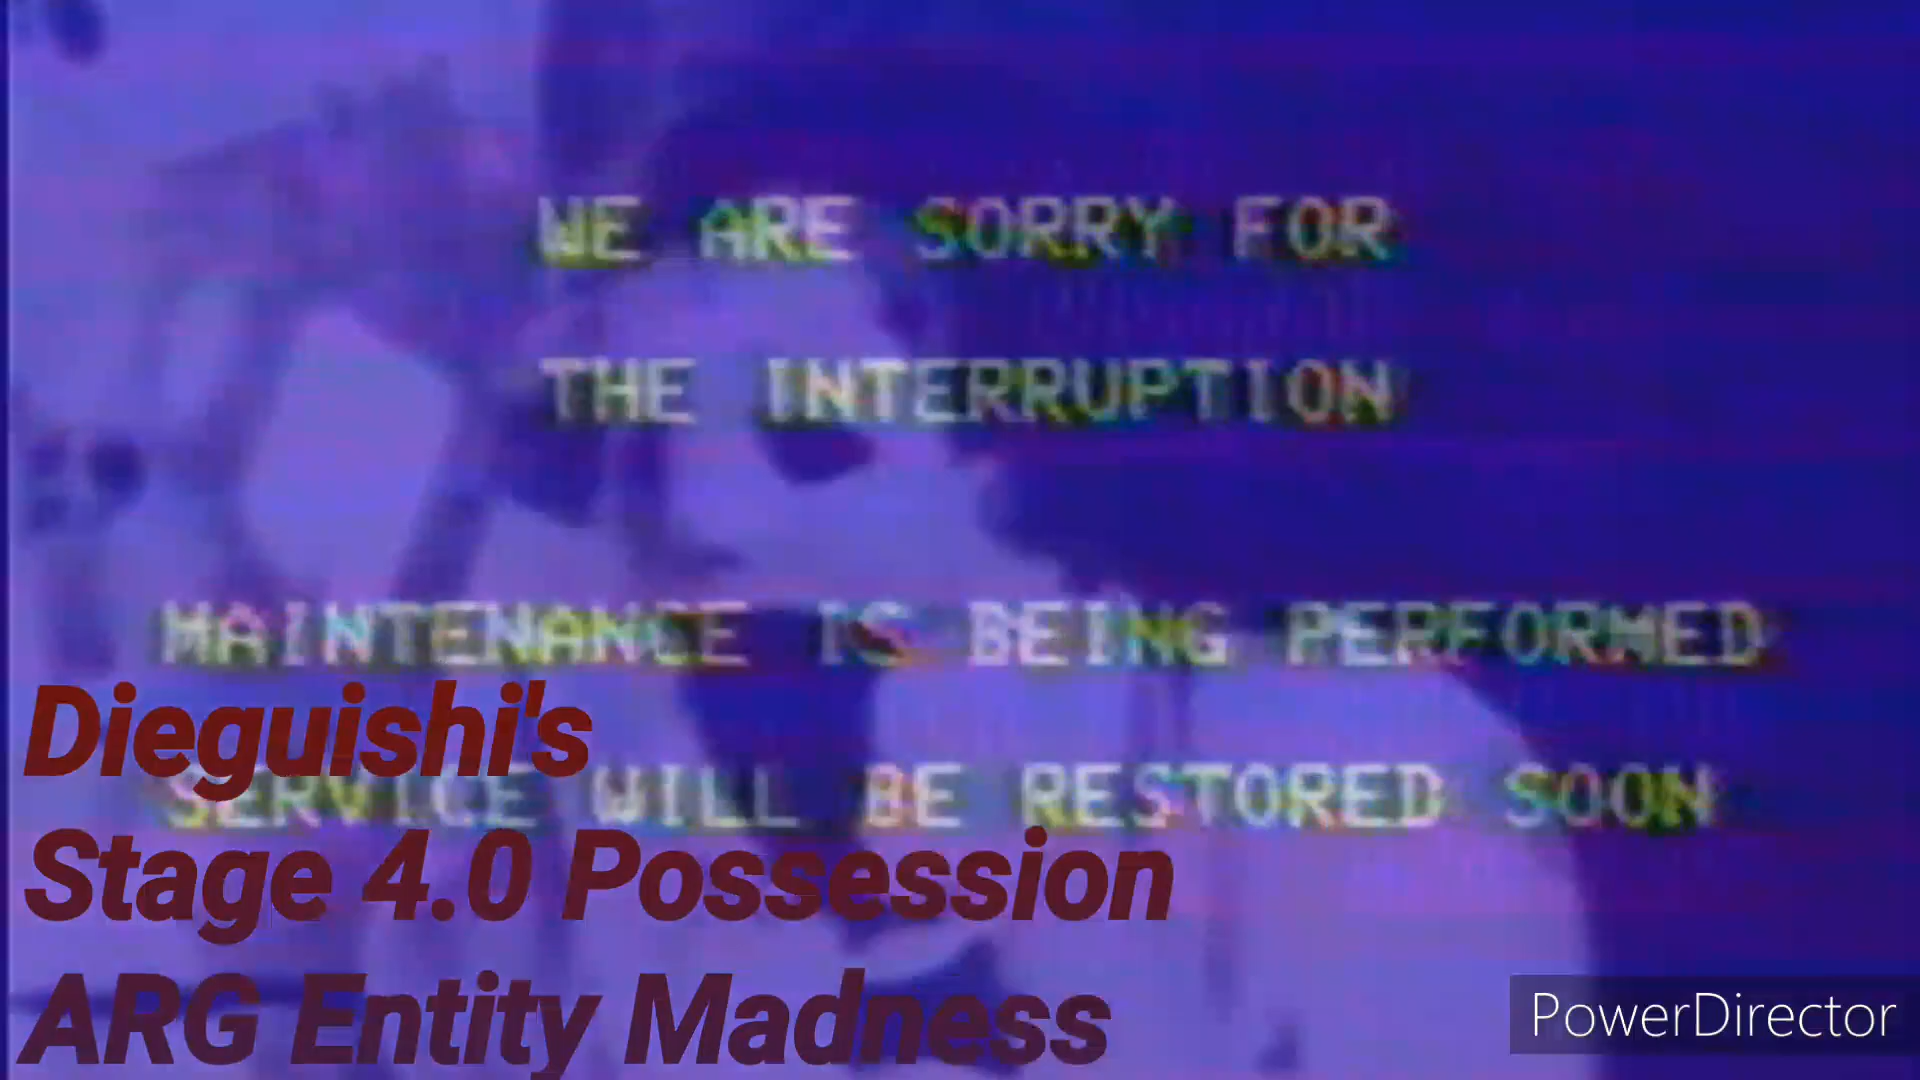 WE ARE SORRY FOR
THE INTERRUPTION
MAINTENANCE IS BEING PERFORMED
SERVICE WILL BE RESTORED SOON
Dieguishi's
Stage 4.0 Possession
ARG Entity Madness
PowerDirector